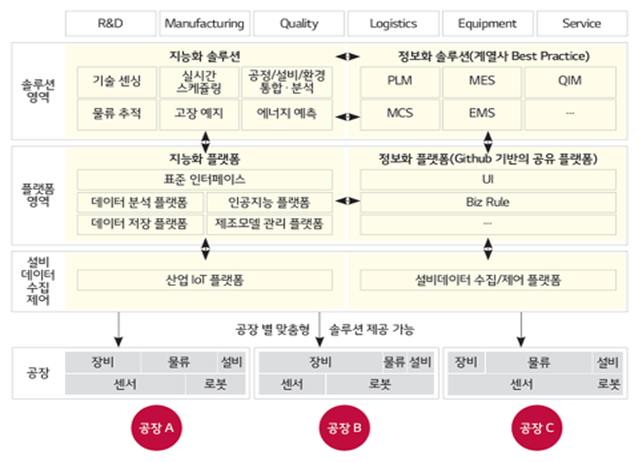 R&D Manufacturing Quality Logistics Equipment Service
솔루션
영역
지능화 솔루션
기술 센싱
실시간
스케쥴링
공정/설비/환경
통합·분석
물류 추적
고장 예지
에너지 예측
정보화 솔루션(계열사 Best Practice)
PLM MES QIM
MCS EMS ...
플랫폼
영역
지능화 플랫폼
표준 인터페이스
데이터 분석 플랫폼 인공지능 플랫폼
데이터 저장 플랫폼 제조모델 관리 플랫폼
정보화 플랫폼(Github 기반의 공유 플랫폼)
UI
Biz Rule
...
설비
데이터
수집
제어
산업 IoT 플랫폼
설비데이터 수집/제어 플랫폼
공장 별 맞춤형 솔루션 제공 가능
공장
장비 물류 설비
센서 로봇
장비 물류 설비
센서 로봇
장비 물류 설비
센서 로봇
공장 A
공장 B
공장 C